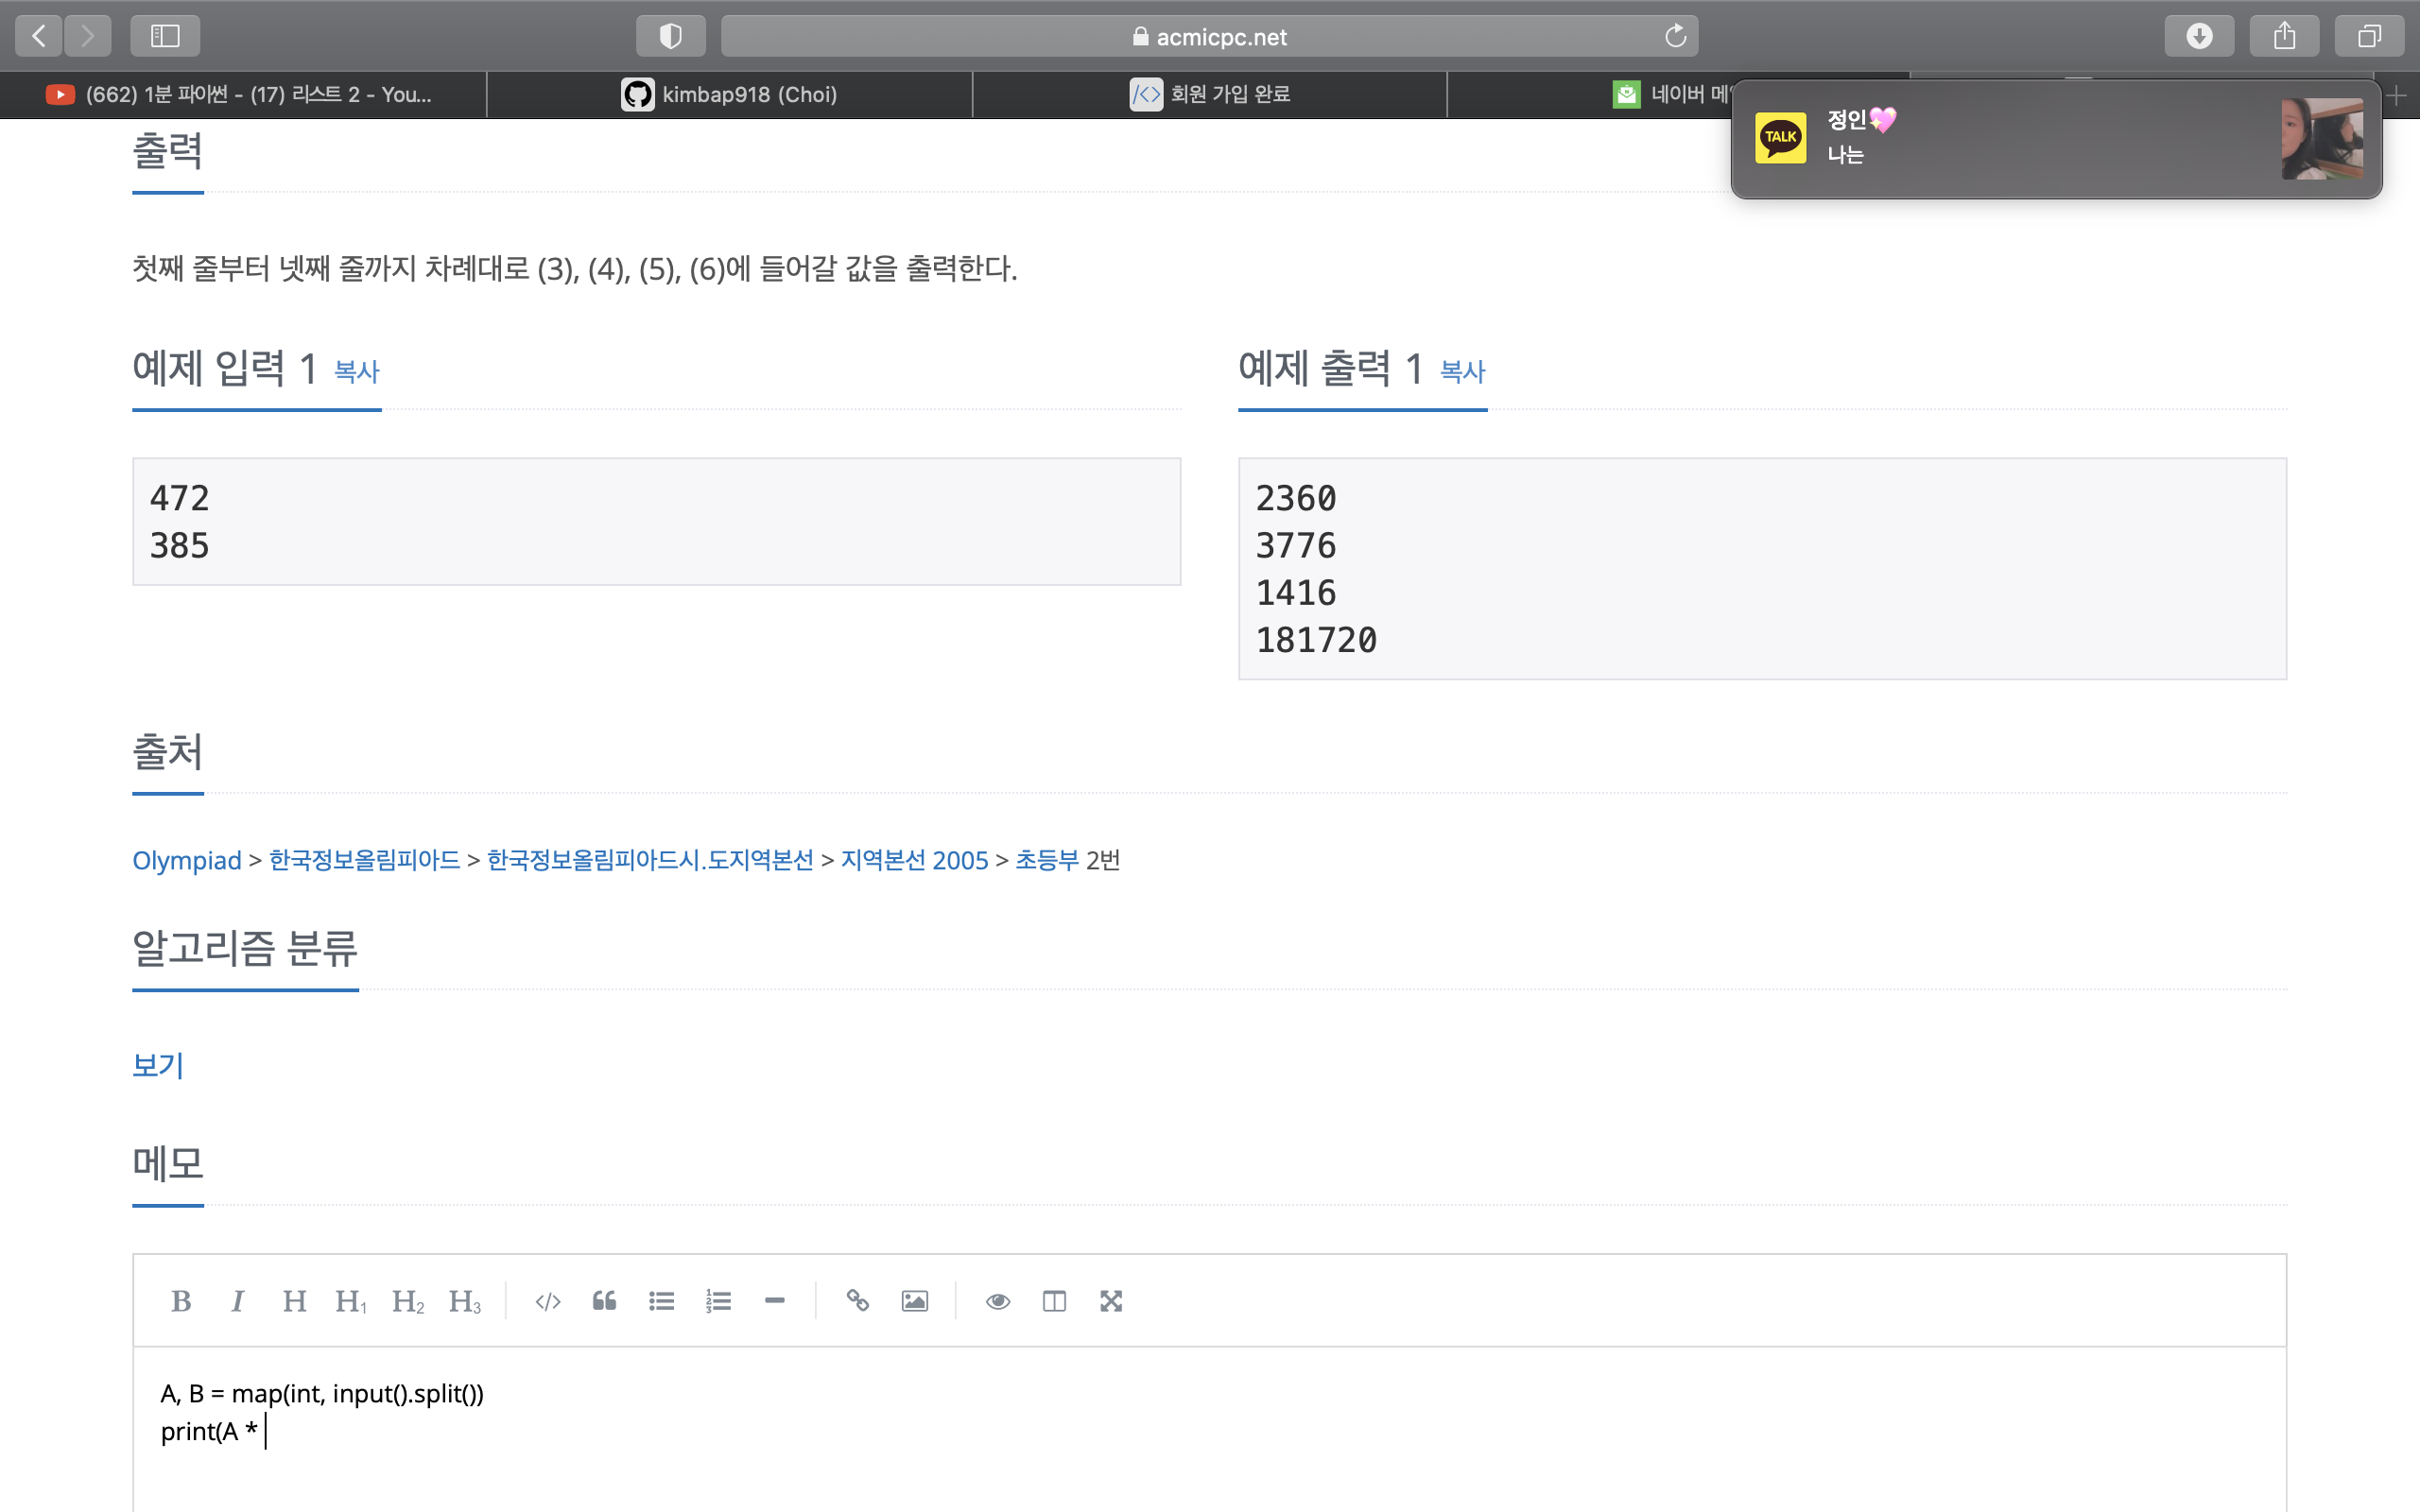 acmicpc.net
(662) 1분 파이썬 - (17) 리스트 2 - You...
kimbap918 (Choi)
회원 가입 완료
네이버 메
TALK
정인💖
나는
출력
첫째 줄부터 넷째 줄까지 차례대로 (3), (4), (5), (6)에 들어갈 값을 출력한다.
예제 입력 1 복사
472
385
예제 출력 1 복사
2360
3776
1416
181720
출처
Olympiad > 한국정보올림피아드 > 한국정보올림피아드시.도지역본선 > 지역본선 2005 > 초등부 2번
알고리즘 분류
보기
메모
B I H H1 H2 H3
A, B = map(int, input().split())
print(A *